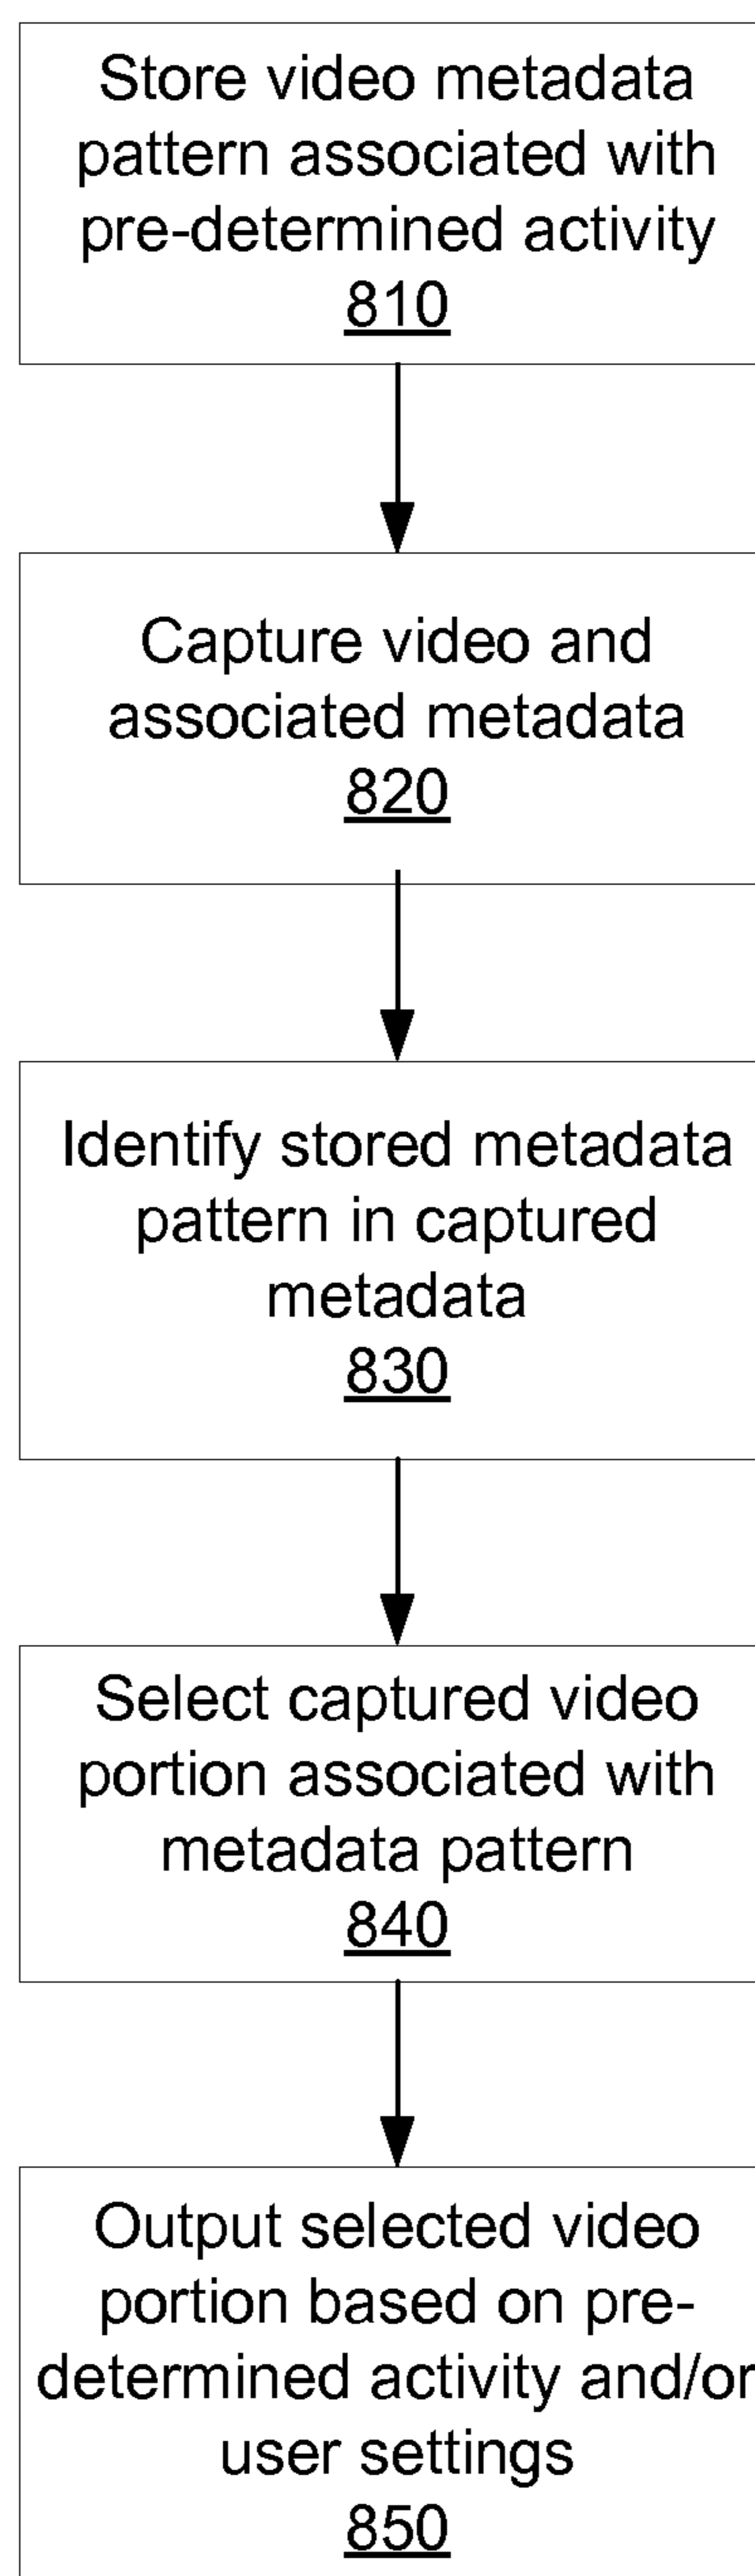 Store video metadata
pattern associated with
pre-determined activity
810
Capture video and
associated metadata
820
Identify stored metadata
pattern in captured
metadata
830
Select captured video
portion associated with
metadata pattern
840
Output selected video
portion based on pre-
determined activity and/or
user settings
850